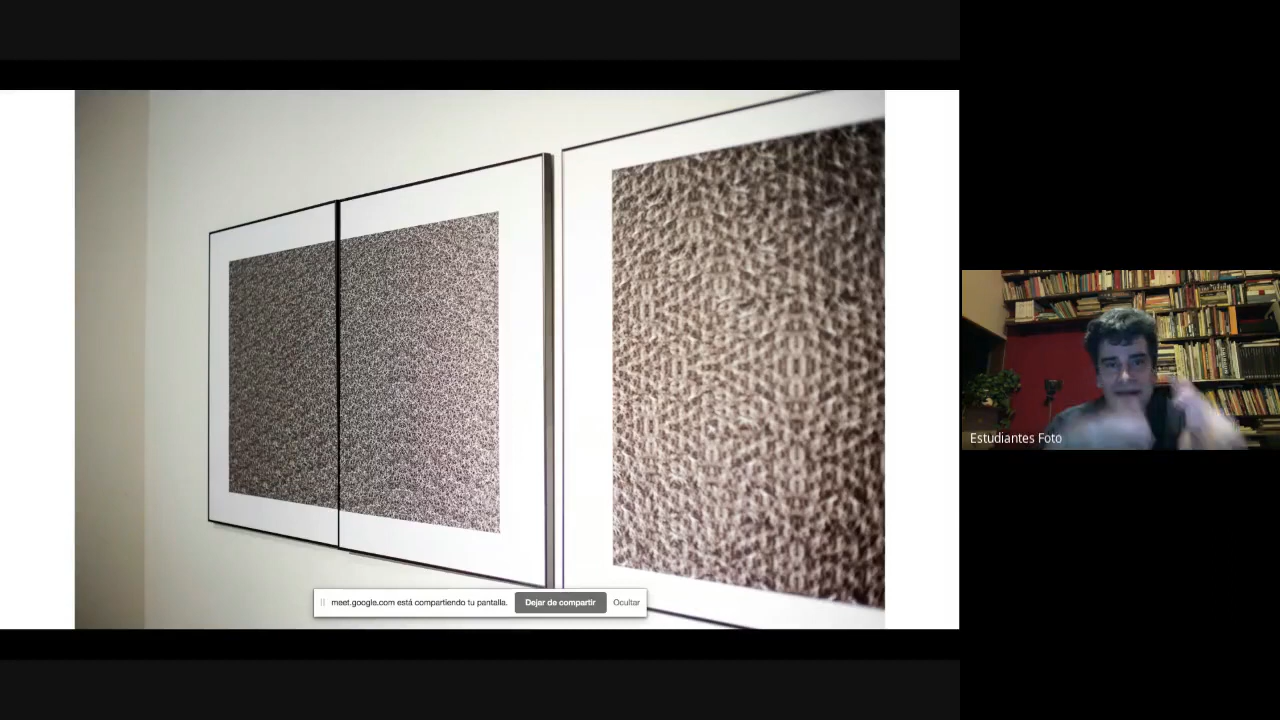 meet.google.com está compartiendo tu pantalla.
Dejar de compartir
Ocultar
Estudiantes Foto